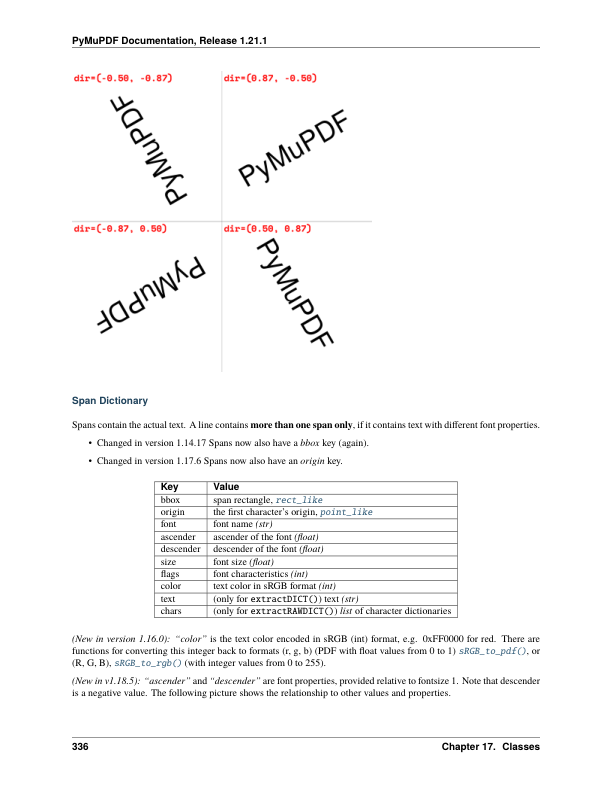 PyMuPDF Documentation, Release 1.21.1
dir=(-0.50, -0.87)
dir=(0.87, -0.50)
PyMuPDF
PyMuPDF
dir=(-0.87, 0.50)
dir=(0.50, 0.87)
PyMuPDF
PyMuPDF
Span Dictionary
Spans contain the actual text. A line contains more than one span only, if it contains text with different font properties.
• Changed in version 1.14.17 Spans now also have a bbox key (again).
• Changed in version 1.17.6 Spans now also have an origin key.
Key Value
bbox span rectangle, rect_like
origin the first character's origin, point_like
font font name (str)
ascender ascender of the font (float)
descender descender of the font (float)
size font size (float)
flags font characteristics (int)
color text color in sRGB format (int)
text (only for extractDICT()) text (str)
chars (only for extractRAWDICT()) list of character dictionaries
(New in version 1.16.0): “color” is the text color encoded in sRGB (int) format, e.g. 0xFF0000 for red. There are
functions for converting this integer back to formats (r, g, b) (PDF with float values from 0 to 1) sRGB_to_pdf(), or
(R, G, B), sRGB_to_rgb() (with integer values from 0 to 255).
(New in v1.18.5): “ascender” and “descender” are font properties, provided relative to fontsize 1. Note that descender
is a negative value. The following picture shows the relationship to other values and properties.
336 Chapter 17. Classes